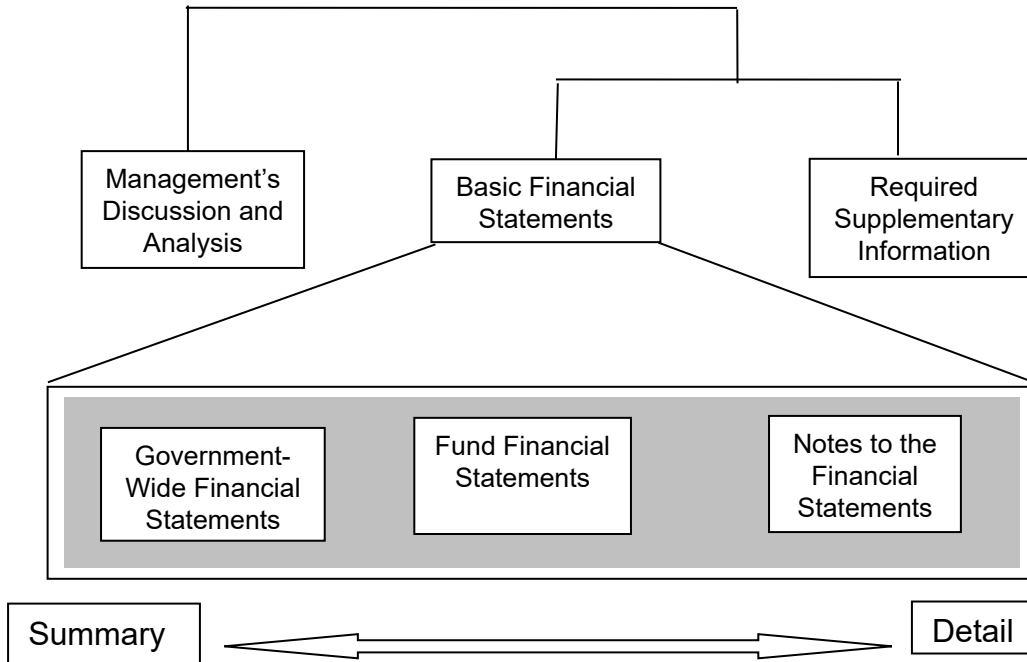 Management’s
Discussion and
Analysis
Basic Financial
Statements
Required
Supplementary
Information
Government-
Wide Financial
Statements
Fund Financial
Statements
Notes to the
Financial
Statements
Summary
Detail